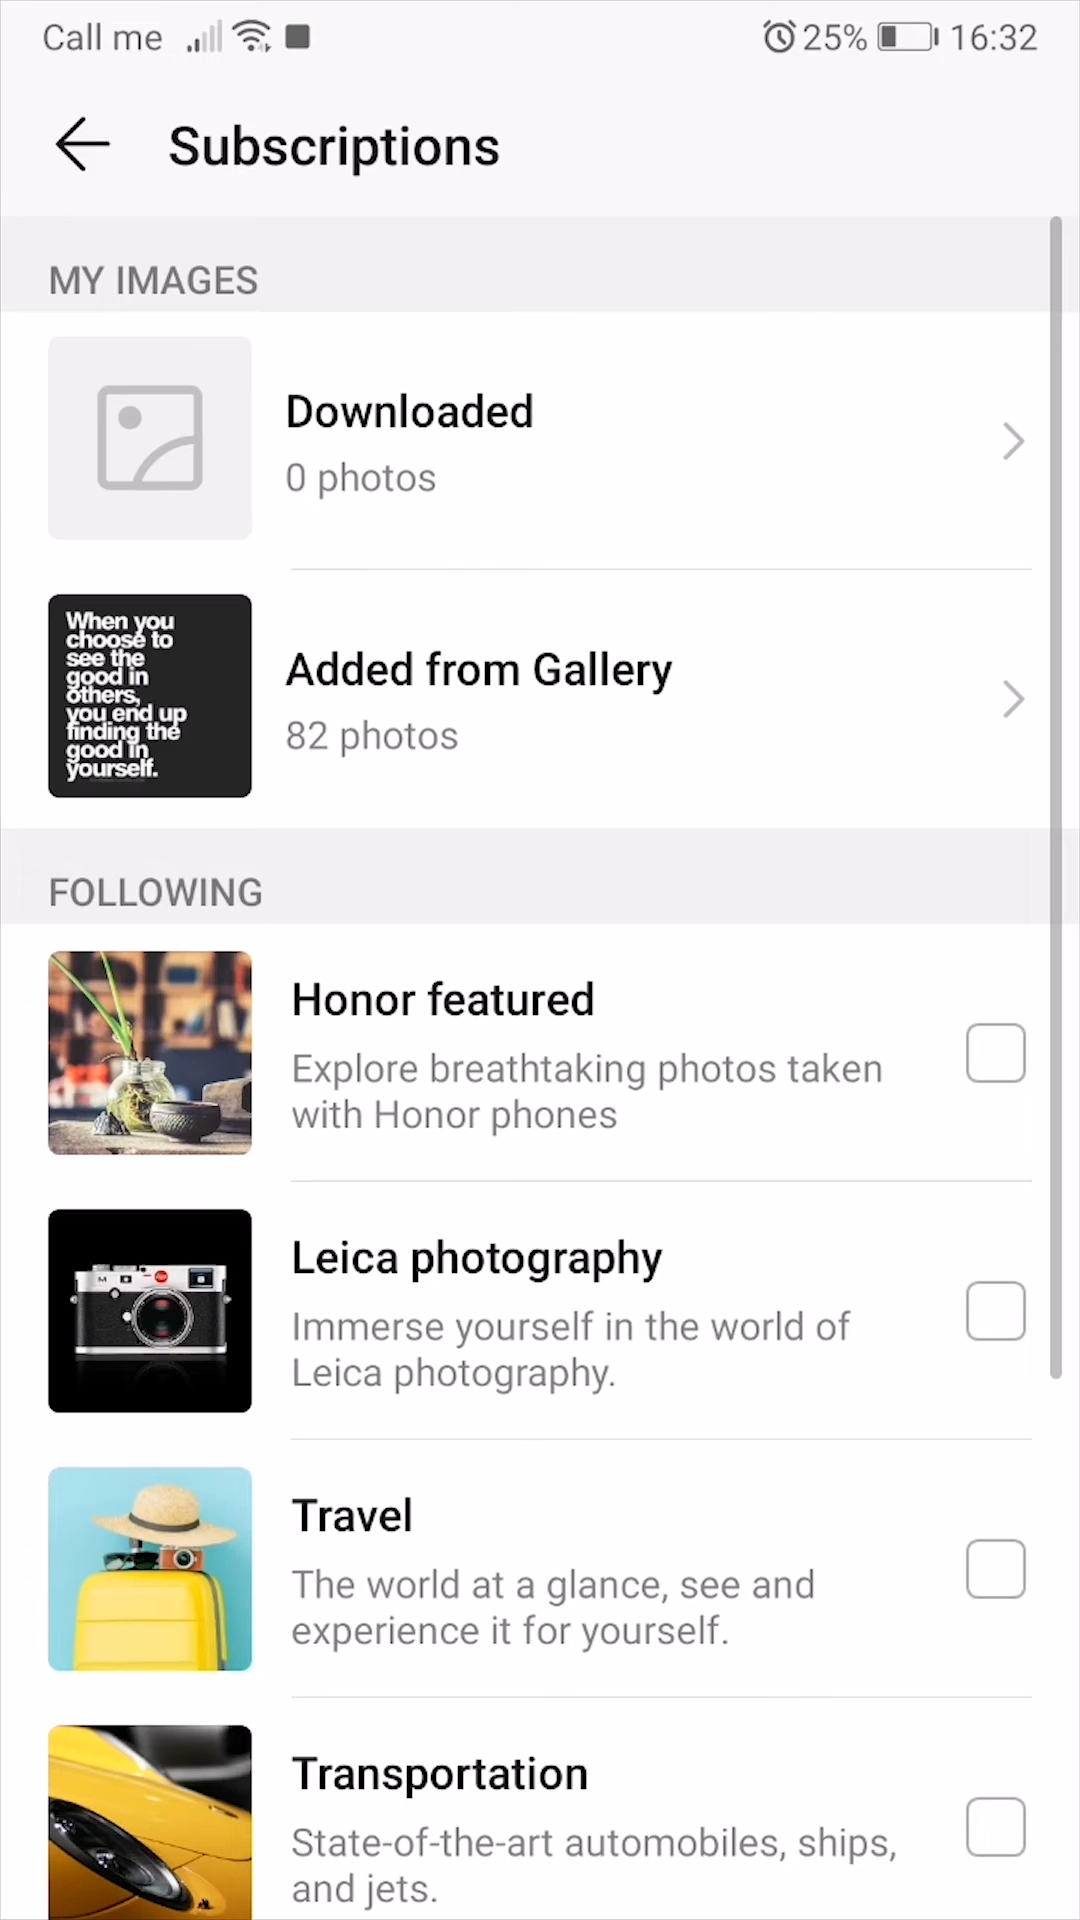 Call me
25% 16:32
Subscriptions
MY IMAGES
Downloaded
0 photos
When you
choose to
see the
good in
others,
you end up
finding the
good in
yourself.
Added from Gallery
82 photos
FOLLOWING
Honor featured
Explore breathtaking photos taken
with Honor phones
M
Leica photography
Immerse yourself in the world of
Leica photography.
Travel
The world at a glance, see and
experience it for yourself.
Transportation
State-of-the-art automobiles, ships,
and jets.